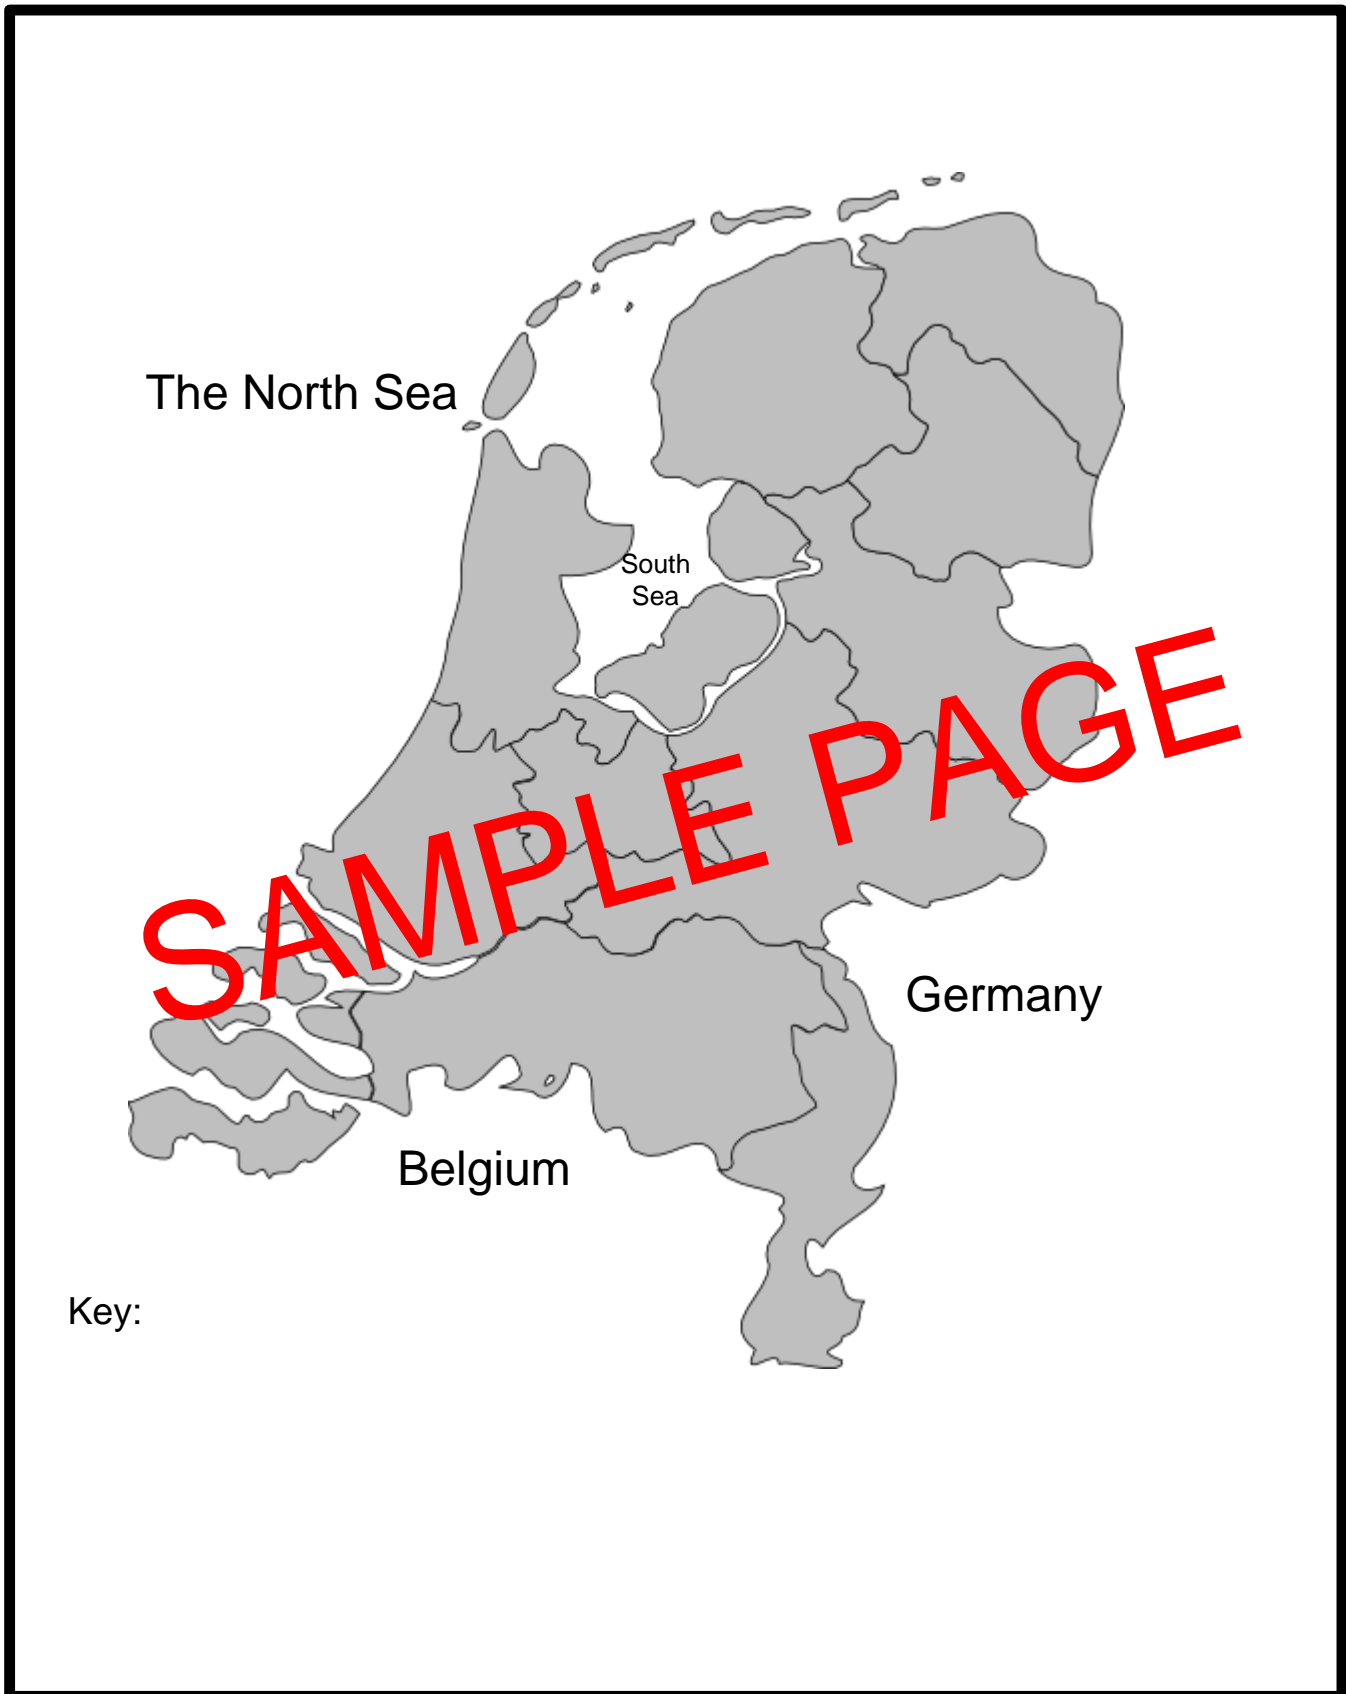 The North Sea
South
Sea
SAMPLE PAGE
Germany
Belgium
Key: